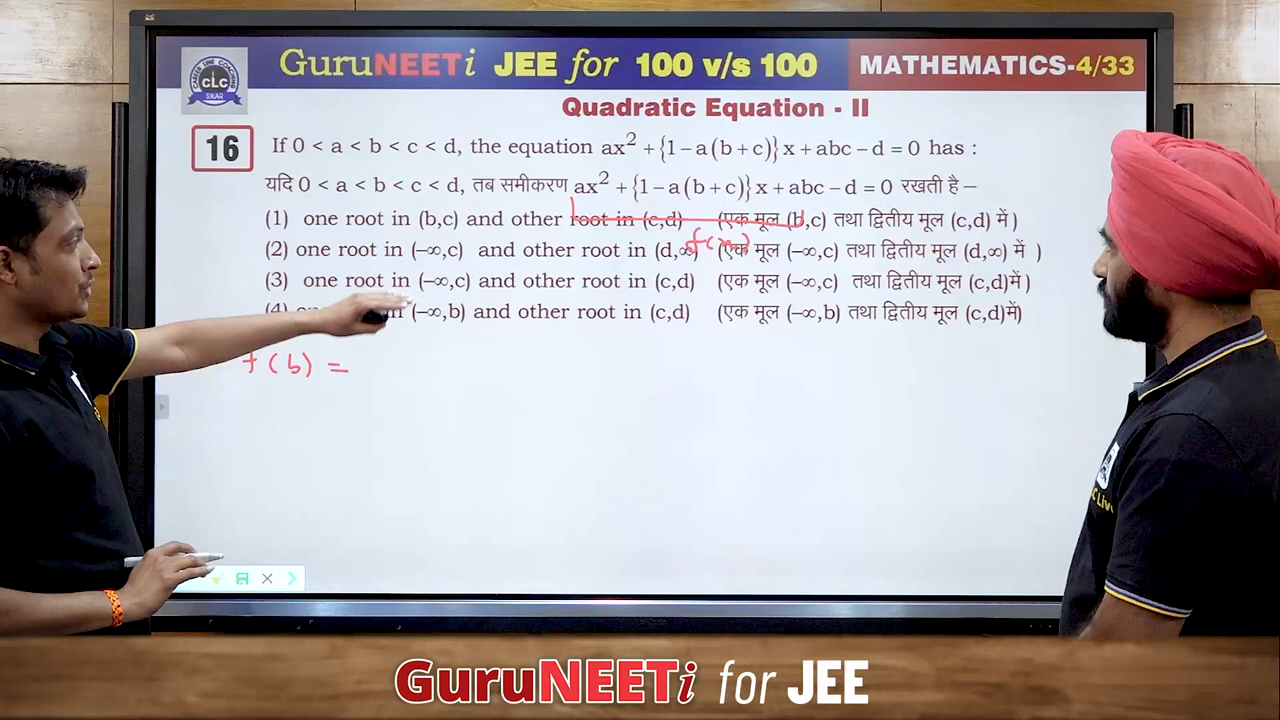 GuruNEETi JEE for 100 v/s 100 MATHEMATICS-4/33
CLC
SIKAR
Quadratic Equation - II
16 If 0 < a < b < c < d, the equation ax² + {1 – a(b + c)} x + abc – d = 0 has :
यदि 0 < a < b < c < d, तब समीकरण ax² + {1 – a(b + c)} x + abc – d = 0 रखती है –
(1) one root in (b,c) and other root in (c,d) (एक मूल (b,c) तथा द्वितीय मूल (c,d) में )
f(x)
(2) one root in (–∞,c) and other root in (d,∞) (एक मूल (–∞,c) तथा द्वितीय मूल (d,∞) में )
(3) one root in (–∞,c) and other root in (c,d) (एक मूल (–∞,c) तथा द्वितीय मूल (c,d)में )
(4) in (–∞,b) and other root in (c,d) (एक मूल (–∞,b) तथा द्वितीय मूल (c,d)में)
f(b) =
GuruNEETi for JEE